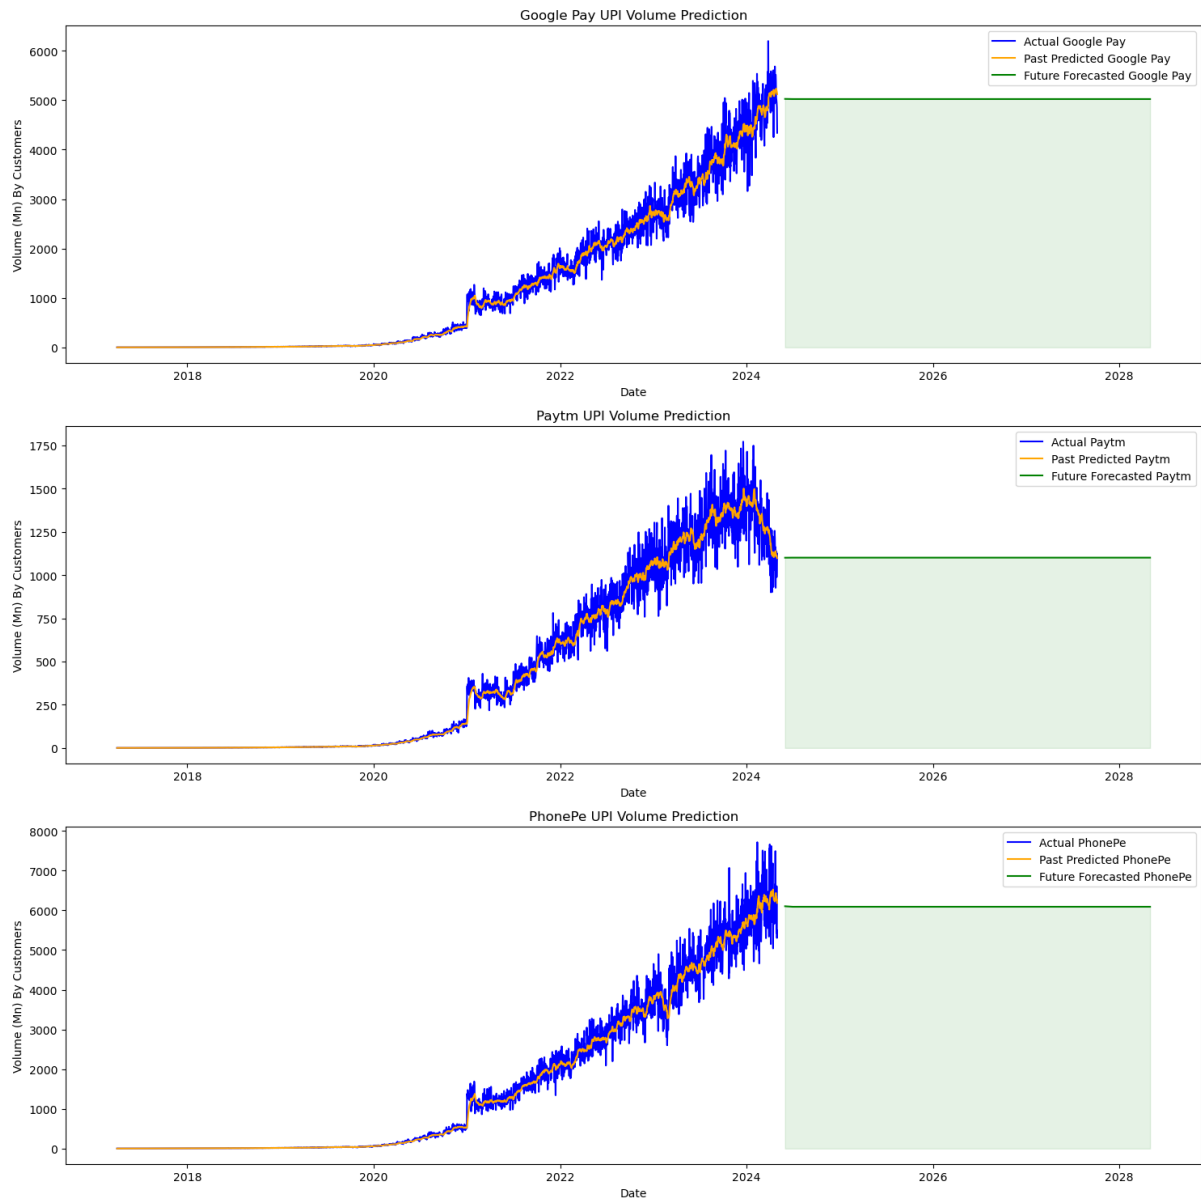 Google Pay UPI Volume Prediction
Volume (Mn) By Customers
6000
5000
4000
3000
2000
1000
0
Actual Google Pay
Past Predicted Google Pay
Future Forecasted Google Pay
2018 2020 2022 2024 2026 2028
Date
Paytm UPI Volume Prediction
Volume (Mn) By Customers
1750
1500
1250
1000
750
500
250
0
Actual Paytm
Past Predicted Paytm
Future Forecasted Paytm
2018 2020 2022 2024 2026 2028
Date
PhonePe UPI Volume Prediction
Volume (Mn) By Customers
8000
7000
6000
5000
4000
3000
2000
1000
0
Actual PhonePe
Past Predicted PhonePe
Future Forecasted PhonePe
2018 2020 2022 2024 2026 2028
Date